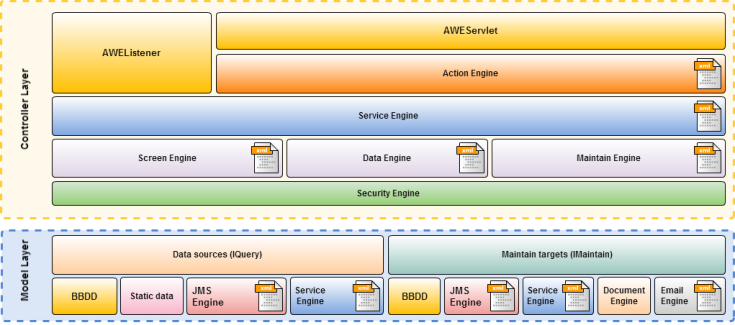 Controller Layer
AWEListener
AWEServlet
Action Engine
xml
Service Engine
xml
Screen Engine
xml
Data Engine
xml
Maintain Engine
xml
Security Engine
Model Layer
Data sources (IQuery)
Maintain targets (IMaintain)
BBDD
Static data
JMS
Engine
xml
Service
Engine
xml
BBDD
JMS
Engine
xml
Service
Engine
xml
Document
Engine
Email
Engine
xml